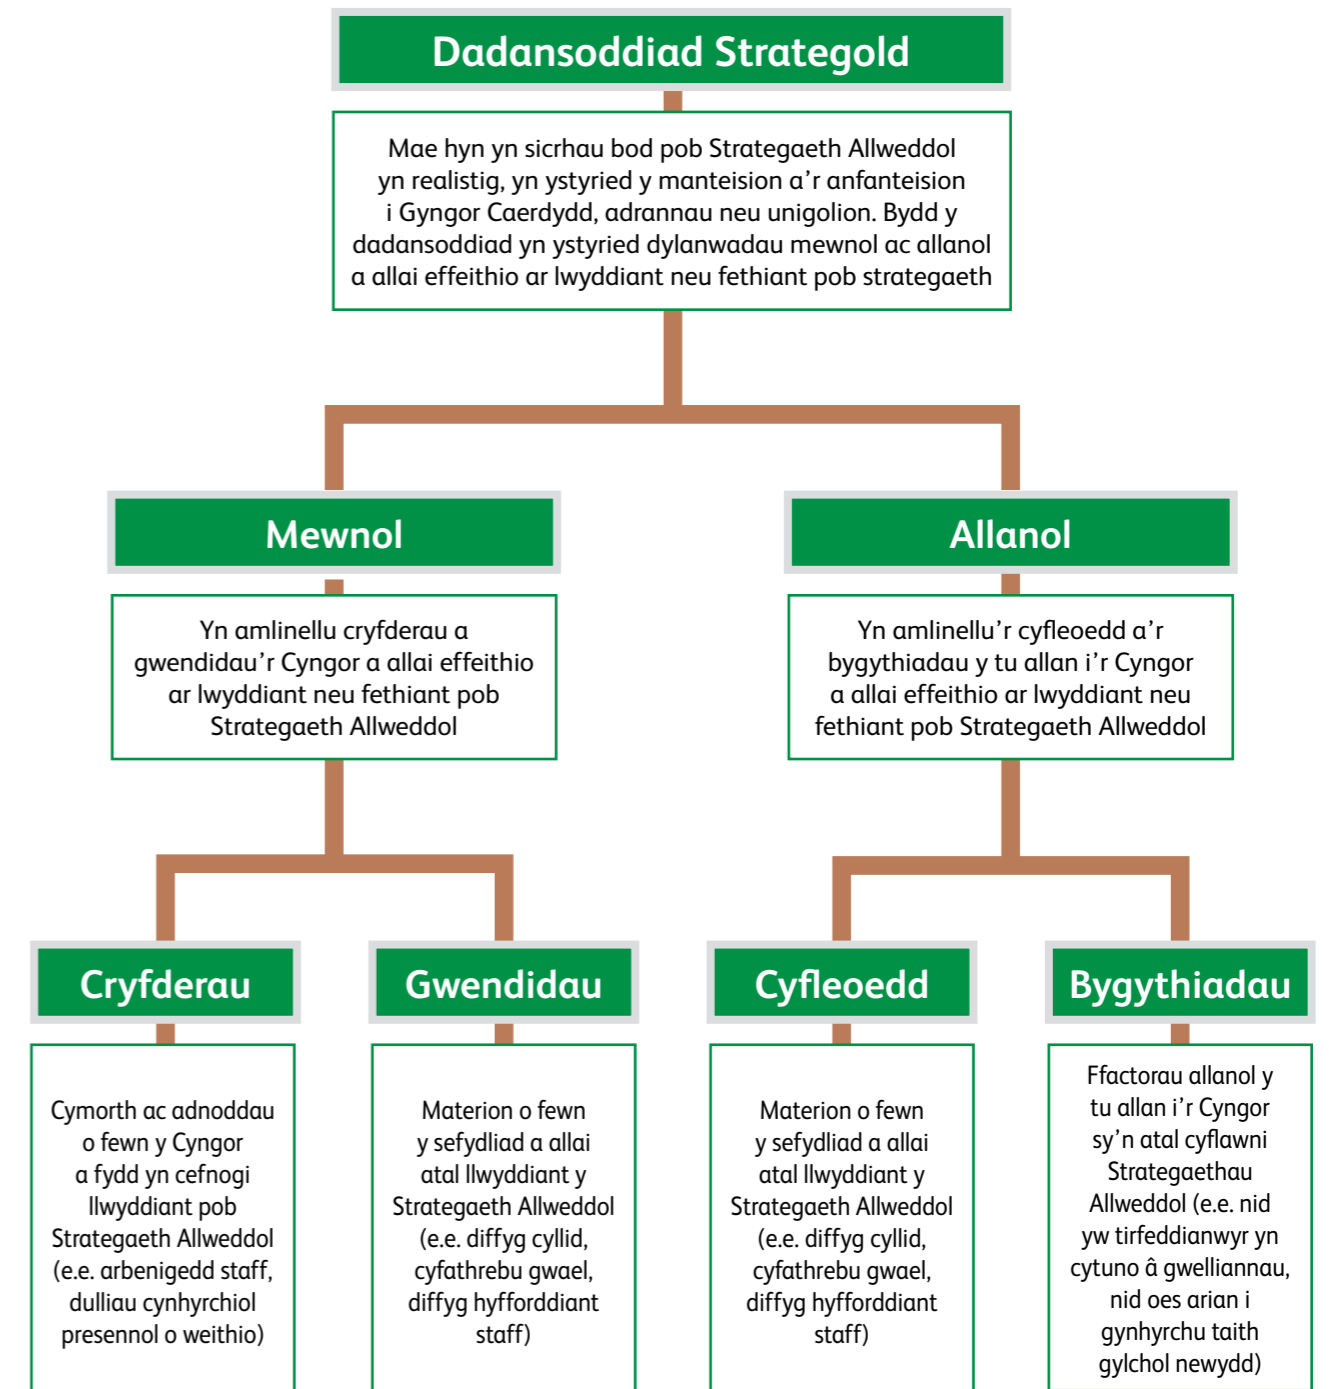 Dadansoddiad Strategold
Mae hyn yn sicrhau bod pob Strategaeth Allweddol
yn realistig, yn ystyried y manteision a’r anfanteision
i Gyngor Caerdydd, adrannau neu unigolion. Bydd y
dadansoddiad yn ystyried dylanwadau mewnol ac allanol
a allai effeithio ar lwyddiant neu fethiant pob strategaeth
Mewnol
Yn amlinellu cryfderau a
gwendidau’r Cyngor a allai effeithio
ar lwyddiant neu fethiant pob
Strategaeth Allweddol
Allanol
Yn amlinellu’r cyfleoedd a’r
bygythiadau y tu allan i’r Cyngor
a allai effeithio ar lwyddiant neu
fethiant pob Strategaeth Allweddol
Cryfderau
Cymorth ac adnoddau
o fewn y Cyngor
a fydd yn cefnogi
llwyddiant pob
Strategaeth Allweddol
(e.e. arbenigedd staff,
dulliau cynhyrchiol
presennol o weithio)
Gwendidau
Materion o fewn
y sefydliad a allai
atal llwyddiant y
Strategaeth Allweddol
(e.e. diffyg cyllid,
cyfathrebu gwael,
diffyg hyfforddiant
staff)
Cyfleoedd
Materion o fewn
y sefydliad a allai
atal llwyddiant y
Strategaeth Allweddol
(e.e. diffyg cyllid,
cyfathrebu gwael,
diffyg hyfforddiant
staff)
Bygythiadau
Ffactorau allanol y
tu allan i’r Cyngor
sy’n atal cyflawni
Strategaethau
Allweddol (e.e. nid
yw tirfeddianwyr yn
cytuno â gwelliannau,
nid oes arian i
gynhyrchu taith
gylchol newydd)